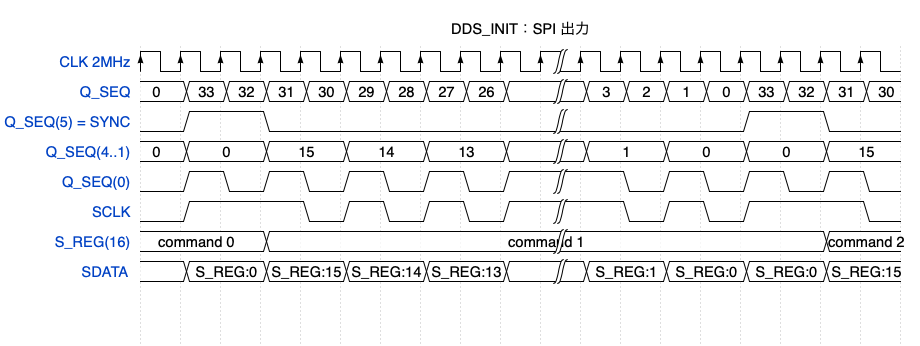 DDS_INIT：SPI 出力
CLK 2MHz
Q_SEQ 0 33 32 31 30 29 28 27 26 3 2 1 0 33 32 31 30
Q_SEQ(5) = SYNC
Q_SEQ(4..1) 0 0 15 14 13 1 0 0 15
Q_SEQ(0)
SCLK
S_REG(16) command 0 command 1 command 2
SDATA S_REG:0 S_REG:15 S_REG:14 S_REG:13 S_REG:1 S_REG:0 S_REG:0 S_REG:15